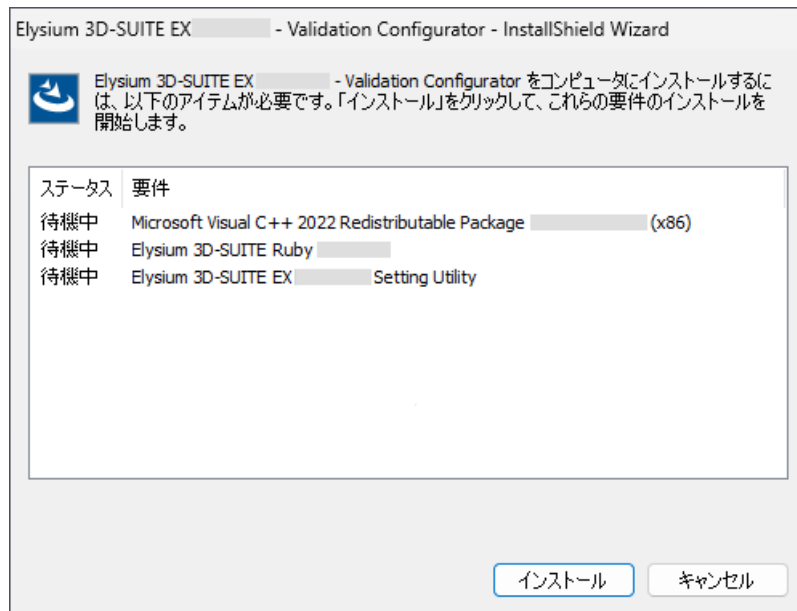 Elysium 3D-SUITE EX - Validation Configurator - InstallShield Wizard
Elysium 3D-SUITE EX - Validation Configurator をコンピュータにインストールするに
は、以下のアイテムが必要です。「インストール」をクリックして、これらの要件のインストールを
開始します。
ステータス 要件
待機中 Microsoft Visual C++ 2022 Redistributable Package (x86)
待機中 Elysium 3D-SUITE Ruby
待機中 Elysium 3D-SUITE EX Setting Utility
インストール キャンセル